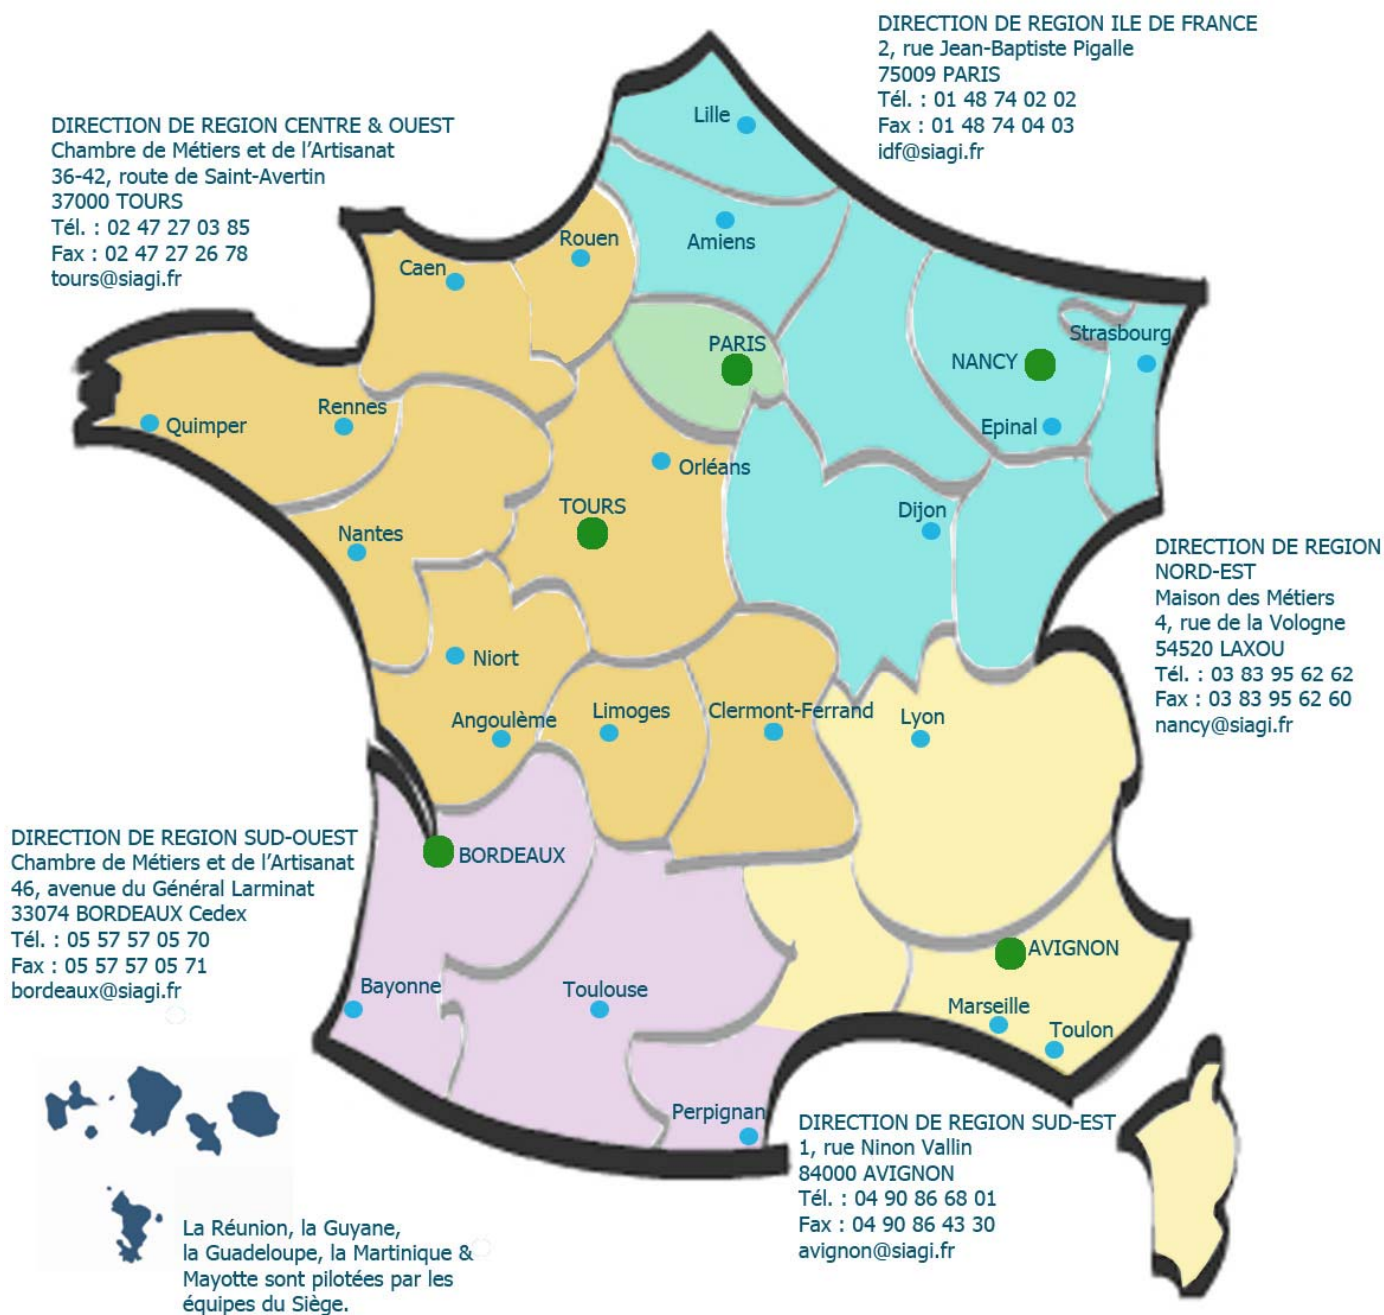 DIRECTION DE REGION ILE DE FRANCE
2, rue Jean-Baptiste Pigalle
75009 PARIS
Tél. : 01 48 74 02 02
Fax : 01 48 74 04 03
idf@siagi.fr
DIRECTION DE REGION CENTRE & OUEST
Chambre de Métiers et de l'Artisanat
36-42, route de Saint-Avertin
37000 TOURS
Tél. : 02 47 27 03 85
Fax : 02 47 27 26 78
tours@siagi.fr
Lille
Amiens
Rouen
Caen
PARIS
Strasbourg
NANCY
Epinal
Quimper
Rennes
Orléans
TOURS
Dijon
Nantes
Niort
Angoulème
Limoges
Clermont-Ferrand
Lyon
DIRECTION DE REGION
NORD-EST
Maison des Métiers
4, rue de la Vologne
54520 LAXOU
Tél. : 03 83 95 62 62
Fax : 03 83 95 62 60
nancy@siagi.fr
DIRECTION DE REGION SUD-OUEST
Chambre de Métiers et de l'Artisanat
46, avenue du Général Larminat
33074 BORDEAUX Cedex
Tél. : 05 57 57 05 70
Fax : 05 57 57 05 71
bordeaux@siagi.fr
BORDEAUX
AVIGNON
Bayonne
Toulouse
Marseille
Toulon
Perpignan
DIRECTION DE REGION SUD-EST
1, rue Ninon Vallin
84000 AVIGNON
Tél. : 04 90 86 68 01
Fax : 04 90 86 43 30
avignon@siagi.fr
La Réunion, la Guyane,
la Guadeloupe, la Martinique &
Mayotte sont pilotées par les
équipes du Siège.